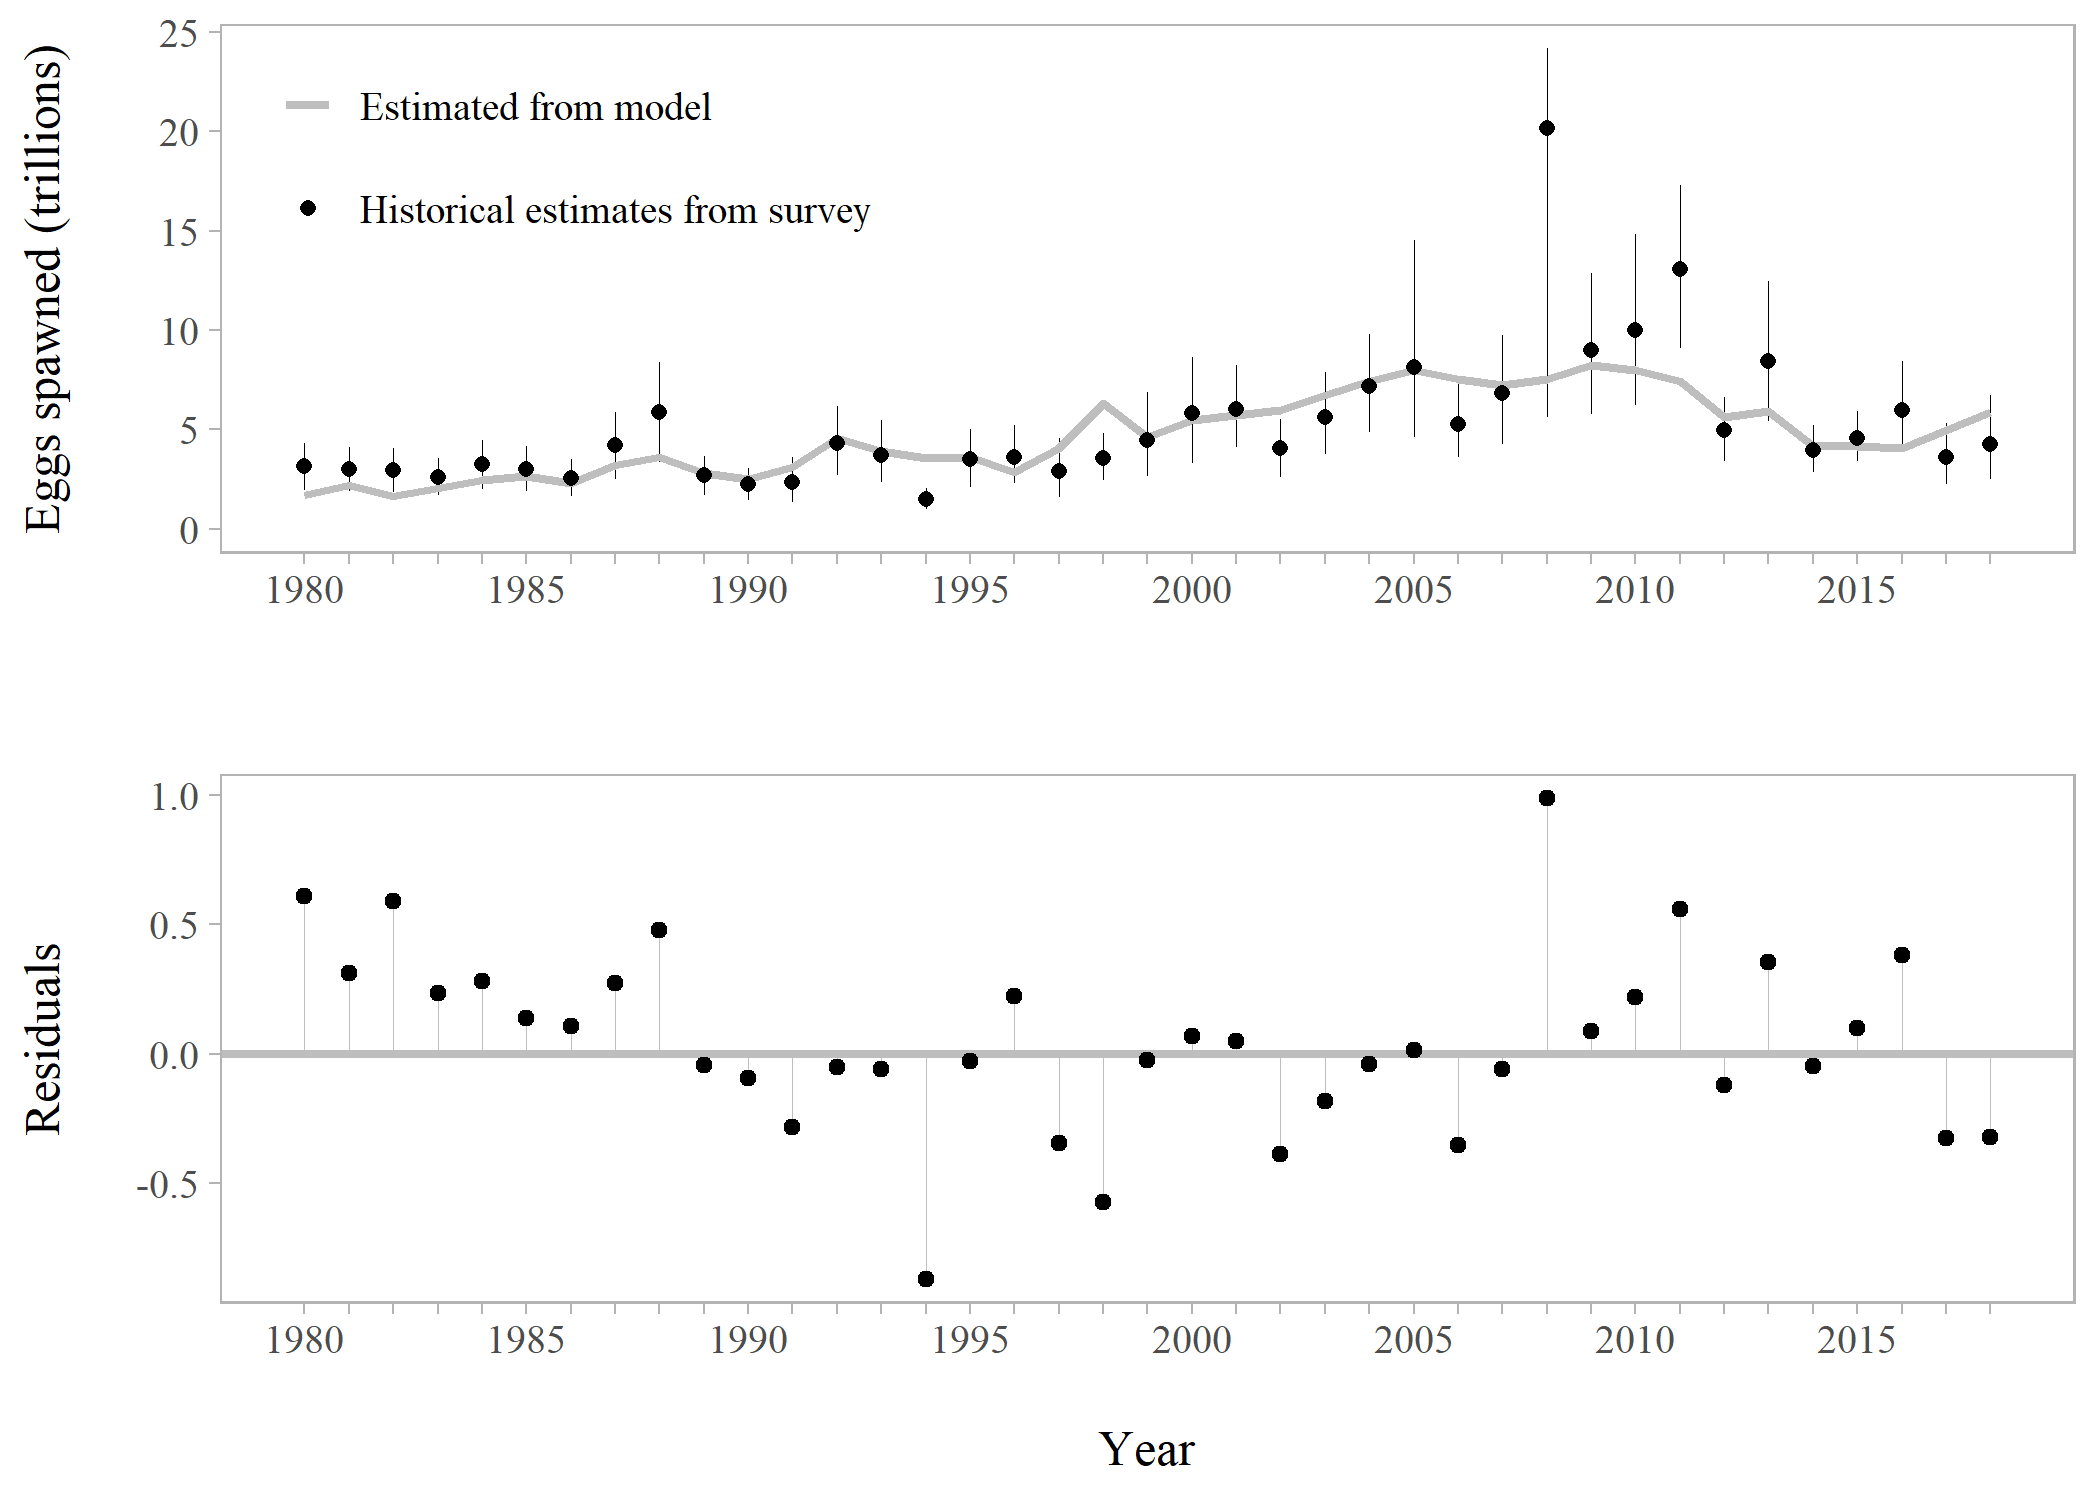 Eggs spawned (trillions)
25
20
15
10
5
0
Estimated from model
Historical estimates from survey
1980 1985 1990 1995 2000 2005 2010 2015
Residuals
1.0
0.5
0.0
-0.5
1980 1985 1990 1995 2000 2005 2010 2015
Year